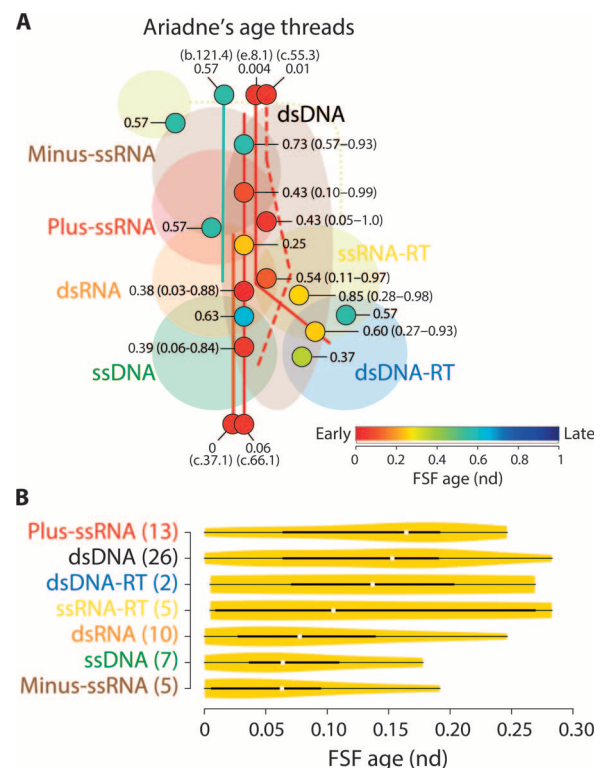 A
Ariadne's age threads
(b.121.4) (e.8.1) (c.55.3)
0.57 0.004 0.01
dsDNA
0.57
Minus-ssRNA
0.73 (0.57–0.93)
0.43 (0.10–0.99)
Plus-ssRNA
0.57
0.43 (0.05–1.0)
0.25
ssRNA-RT
dsRNA
0.38 (0.03–0.88)
0.54 (0.11–0.97)
0.85 (0.28–0.98)
0.63
0.57
0.60 (0.27–0.93)
0.39 (0.06-0.84)
0.37
ssDNA
dsDNA-RT
0 0.06
(c.37.1) (c.66.1)
Early Late
0 0.2 0.4 0.6 0.8 1
FSF age (nd)
B
Plus-ssRNA (13)
dsDNA (26)
dsDNA-RT (2)
ssRNA-RT (5)
dsRNA (10)
ssDNA (7)
Minus-ssRNA (5)
0 0.05 0.10 0.15 0.20 0.25 0.30
FSF age (nd)